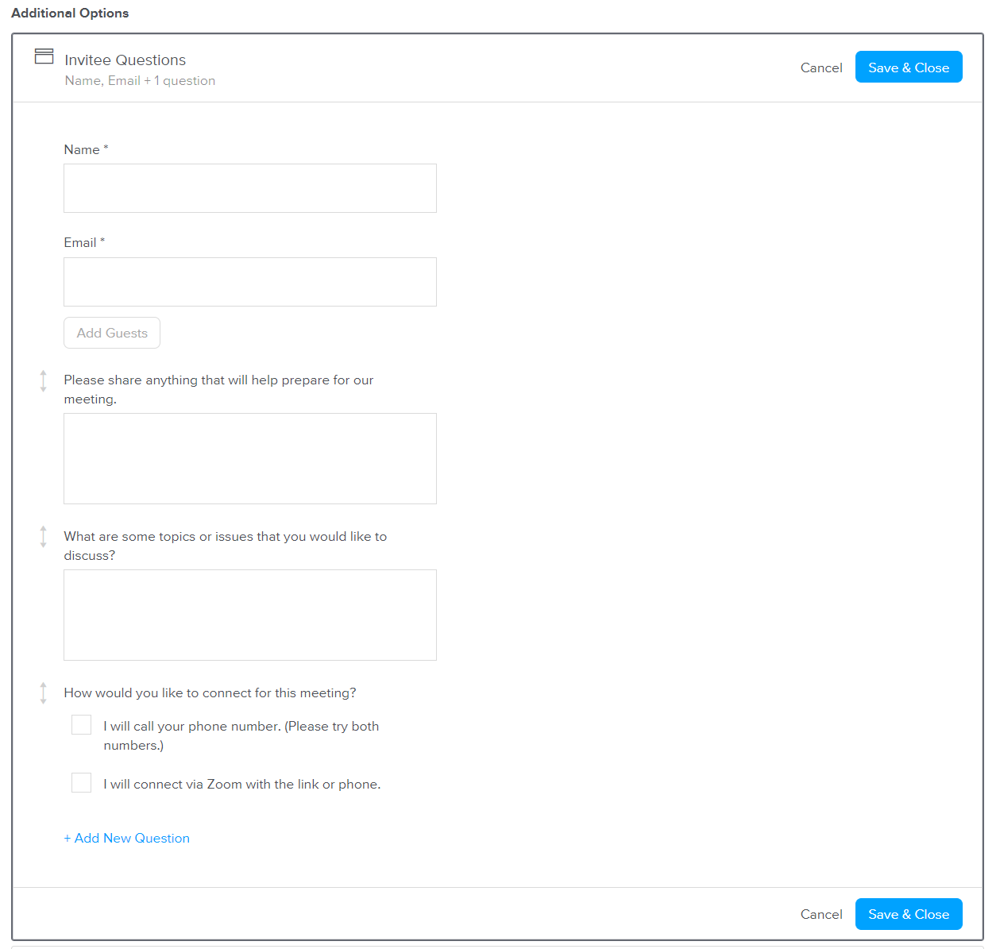 Additional Options
Invitee Questions
Name, Email + 1 question
Cancel
Save & Close
Name *
Email *
Add Guests
Please share anything that will help prepare for our
meeting.
What are some topics or issues that you would like to
discuss?
How would you like to connect for this meeting?
I will call your phone number. (Please try both
numbers.)
I will connect via Zoom with the link or phone.
+ Add New Question
Cancel
Save & Close